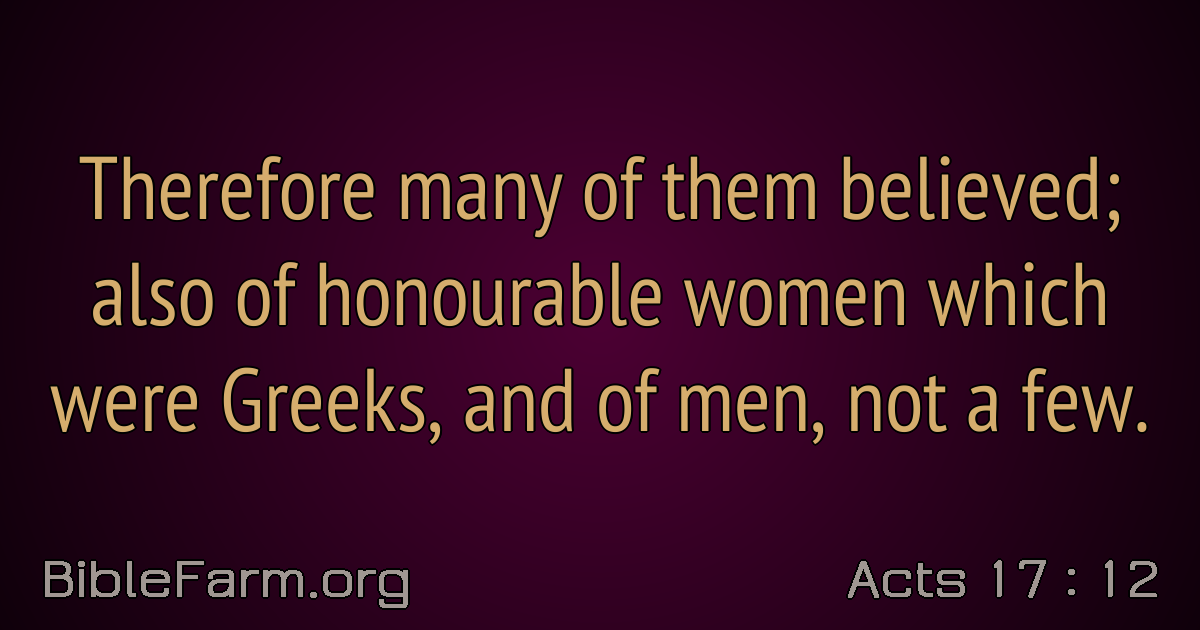 Therefore many of them believed;
also of honourable women which
were Greeks, and of men, not a few.
BibleFarm.org
Acts 17 : 12